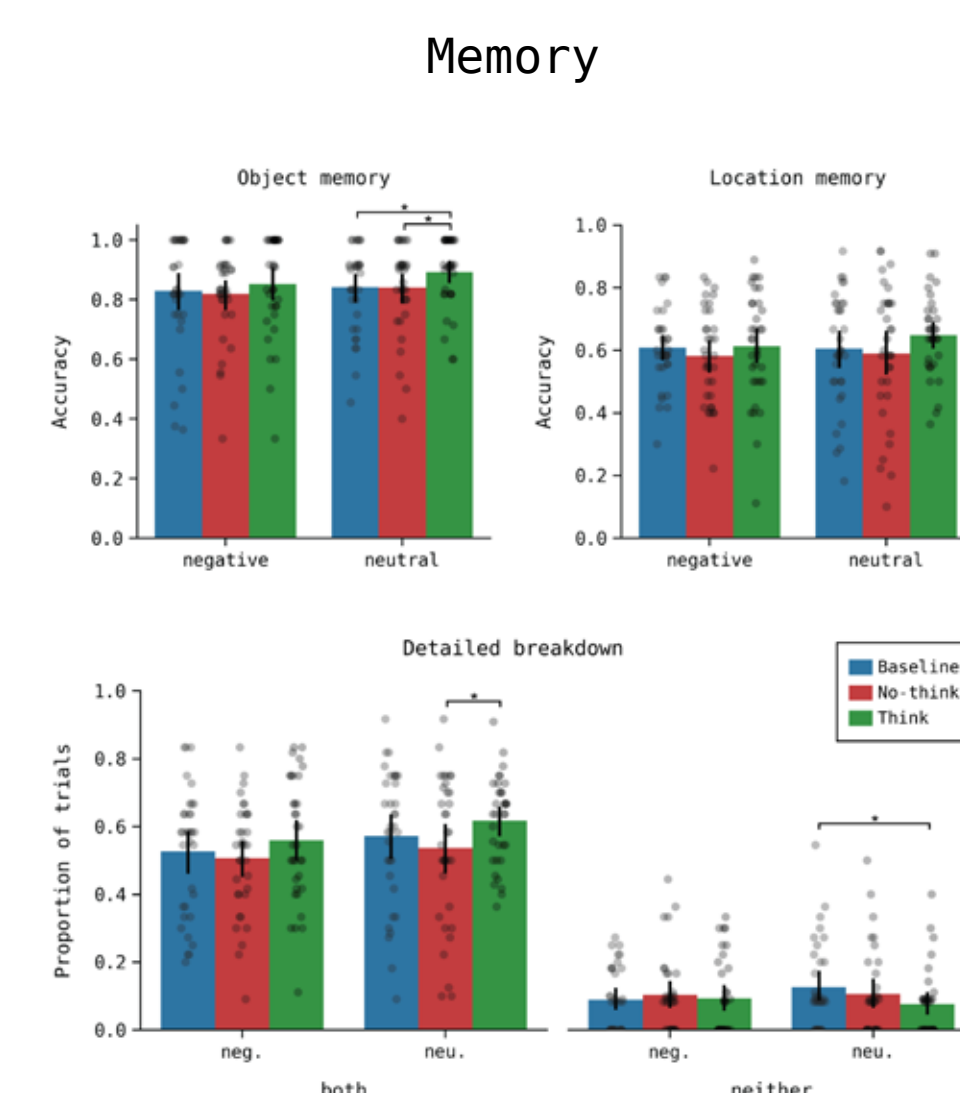 Memory
Object memory
Location memory
*
*
1.0
0.8
0.6
0.4
0.2
0.0
Accuracy
negative
neutral
1.0
0.8
0.6
0.4
0.2
0.0
Accuracy
negative
neutral
Detailed breakdown
Baseline
No-think
Think
*
*
1.0
0.8
0.6
0.4
0.2
0.0
Proportion of trials
neg.
neu.
neg.
neu.
both
neither